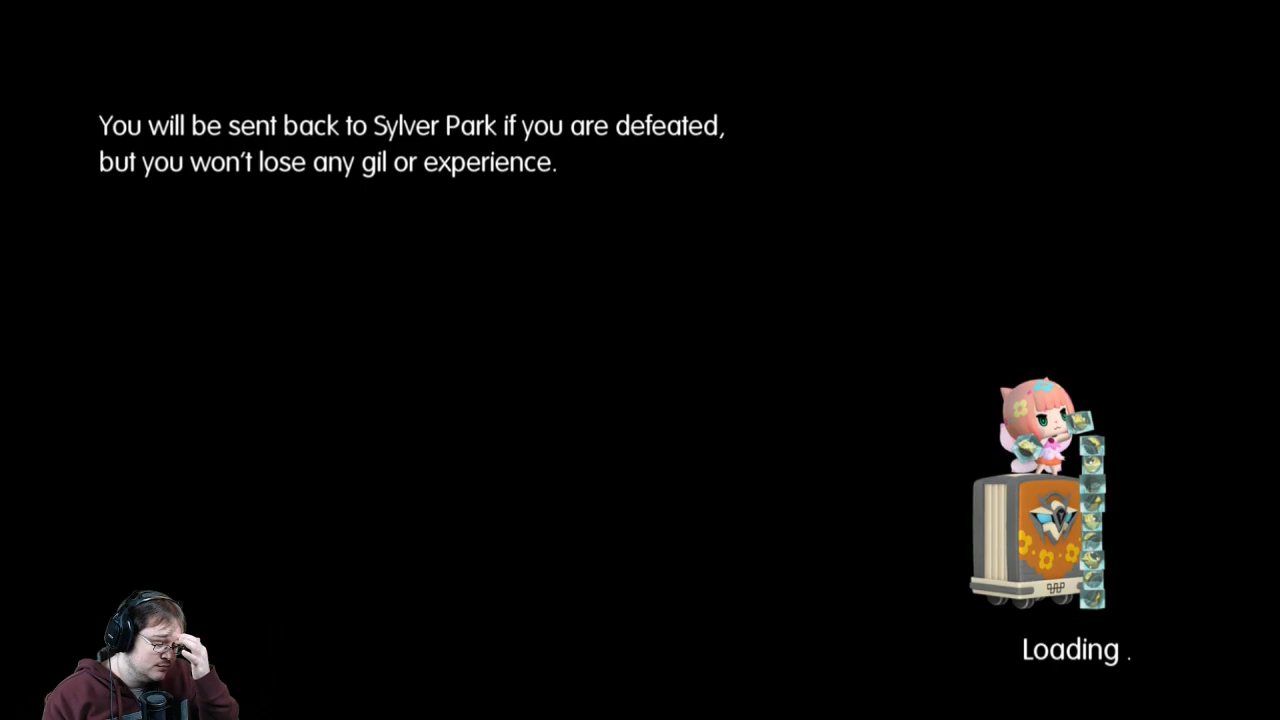 You will be sent back to Sylver Park if you are defeated,
but you won't lose any gil or experience.
Loading .